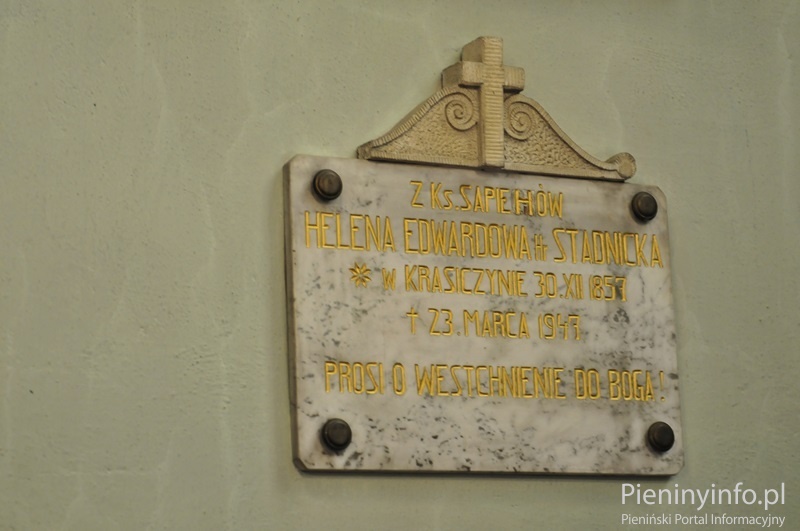 Z Ks. SAPIEHÓW
HELENA EDWARDOWA hr STADNICKA
* W KRASICZYNIE 30.XII 1857
† 23. MARCA 1947
PROSI O WESTCHNIENIE DO BOGA!
Pieninyinfo.pl
Pieniński Portal Informacyjny